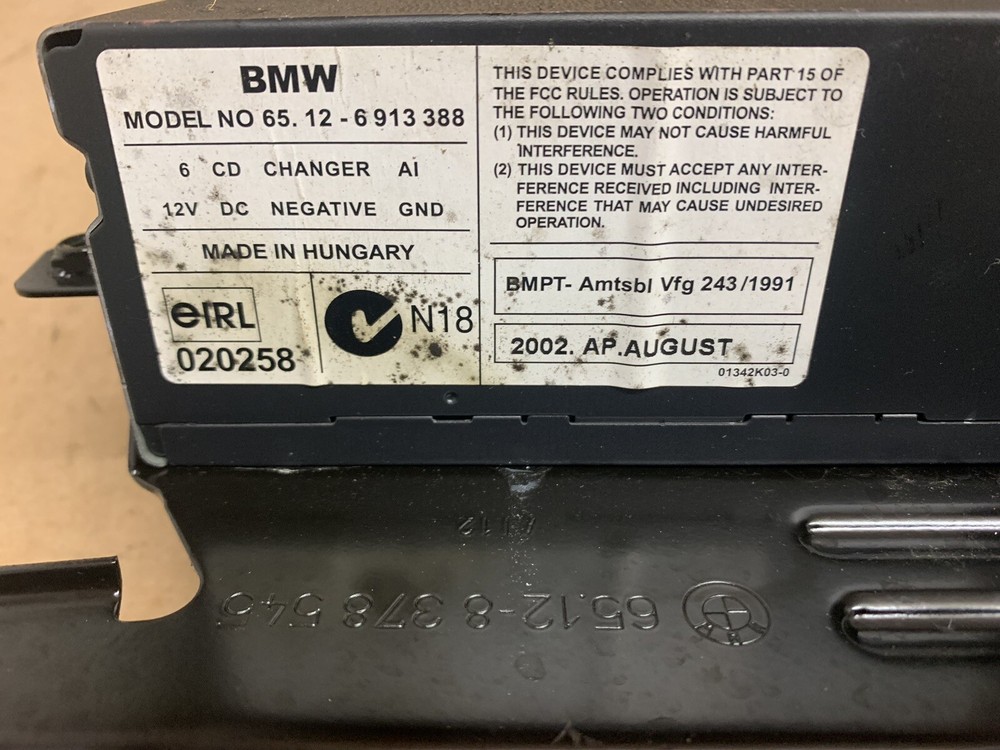 BMW
MODEL NO 65. 12 - 6 913 388
6 CD CHANGER AI
12V DC NEGATIVE GND
MADE IN HUNGARY
eIRL
020258
N18
THIS DEVICE COMPLIES WITH PART 15 OF
THE FCC RULES. OPERATION IS SUBJECT TO
THE FOLLOWING TWO CONDITIONS:
(1) THIS DEVICE MAY NOT CAUSE HARMFUL
INTERFERENCE.
(2) THIS DEVICE MUST ACCEPT ANY INTER-
FERENCE RECEIVED INCLUDING INTER-
FERENCE THAT MAY CAUSE UNDESIRED
OPERATION.
BMPT- Amtsbl Vfg 243/1991
2002. AP.AUGUST
01342K03-0
BMW 65.12-8 378 545